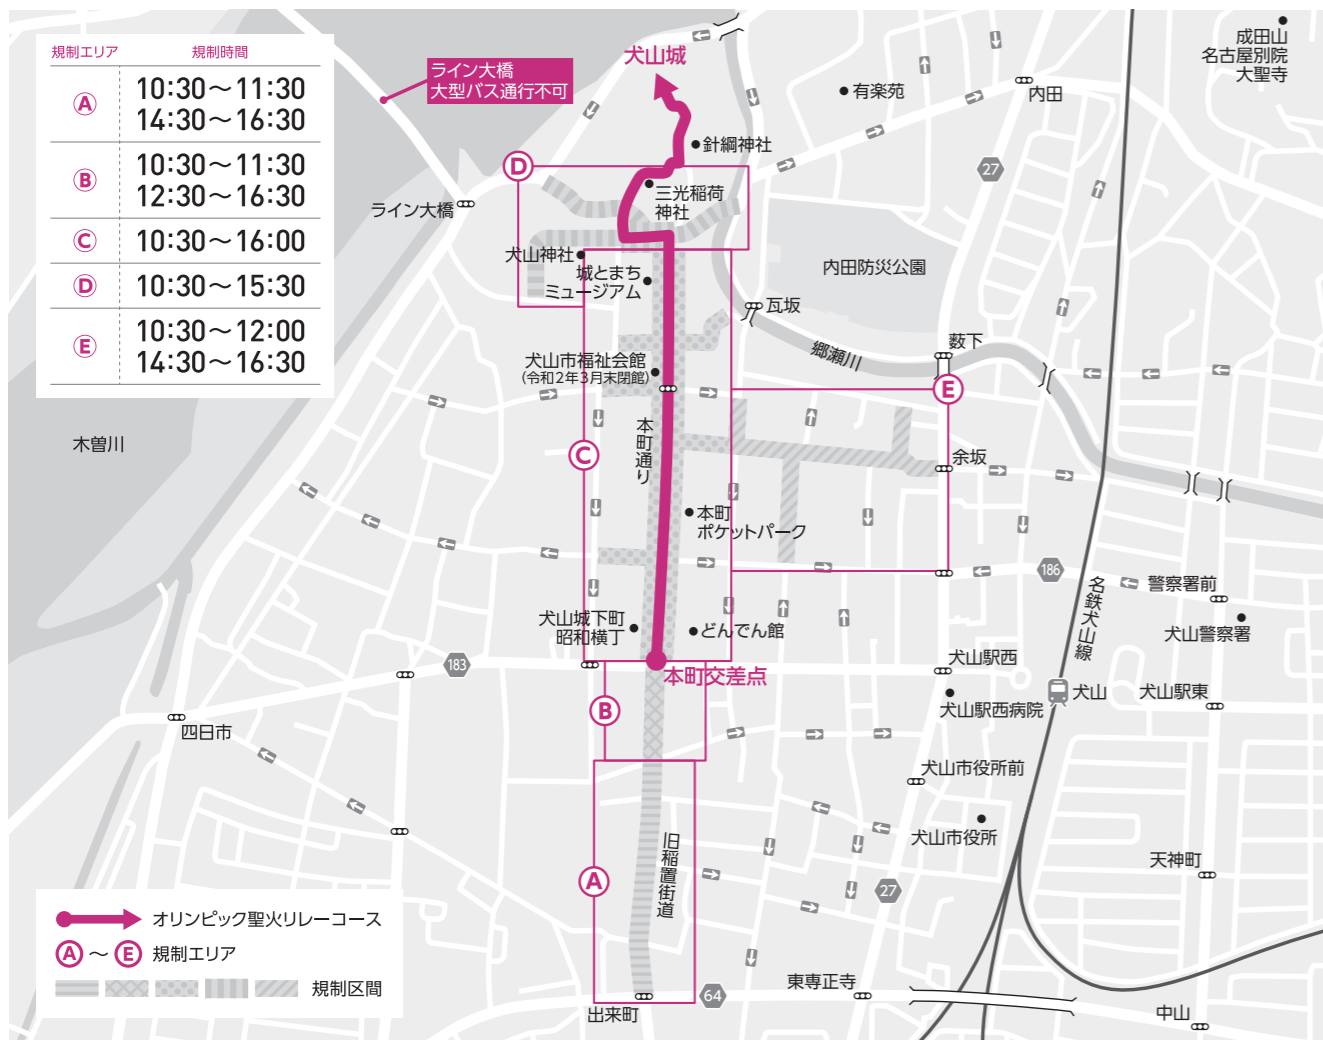 規制エリア 規制時間
A 10:30～11:30
14:30～16:30
B 10:30～11:30
12:30～16:30
C 10:30～16:00
D 10:30～15:30
E 10:30～12:00
14:30～16:30
ライン大橋
大型バス通行不可
犬山城
有楽苑
内田
成田山
名古屋別院
大聖寺
針綱神社
27
D
三光稲荷
神社
ライン大橋
犬山神社
城とまち
ミュージアム
内田防災公園
瓦坂
郷瀬川
薮下
犬山市福祉会館
(令和2年3月末閉館)
E
木曽川
本町通り
C
余坂
本町
ポケットパーク
186
名鉄犬山線
警察署前
犬山警察署
犬山城下町
昭和横丁
どんでん館
183
本町交差点
犬山駅西
犬山
犬山駅東
犬山駅西病院
B
四日市
犬山市役所前
犬山市役所
天神町
A
旧稲置街道
27
オリンピック聖火リレーコース
A ～ E 規制エリア
規制区間
出来町
64
東専正寺
中山